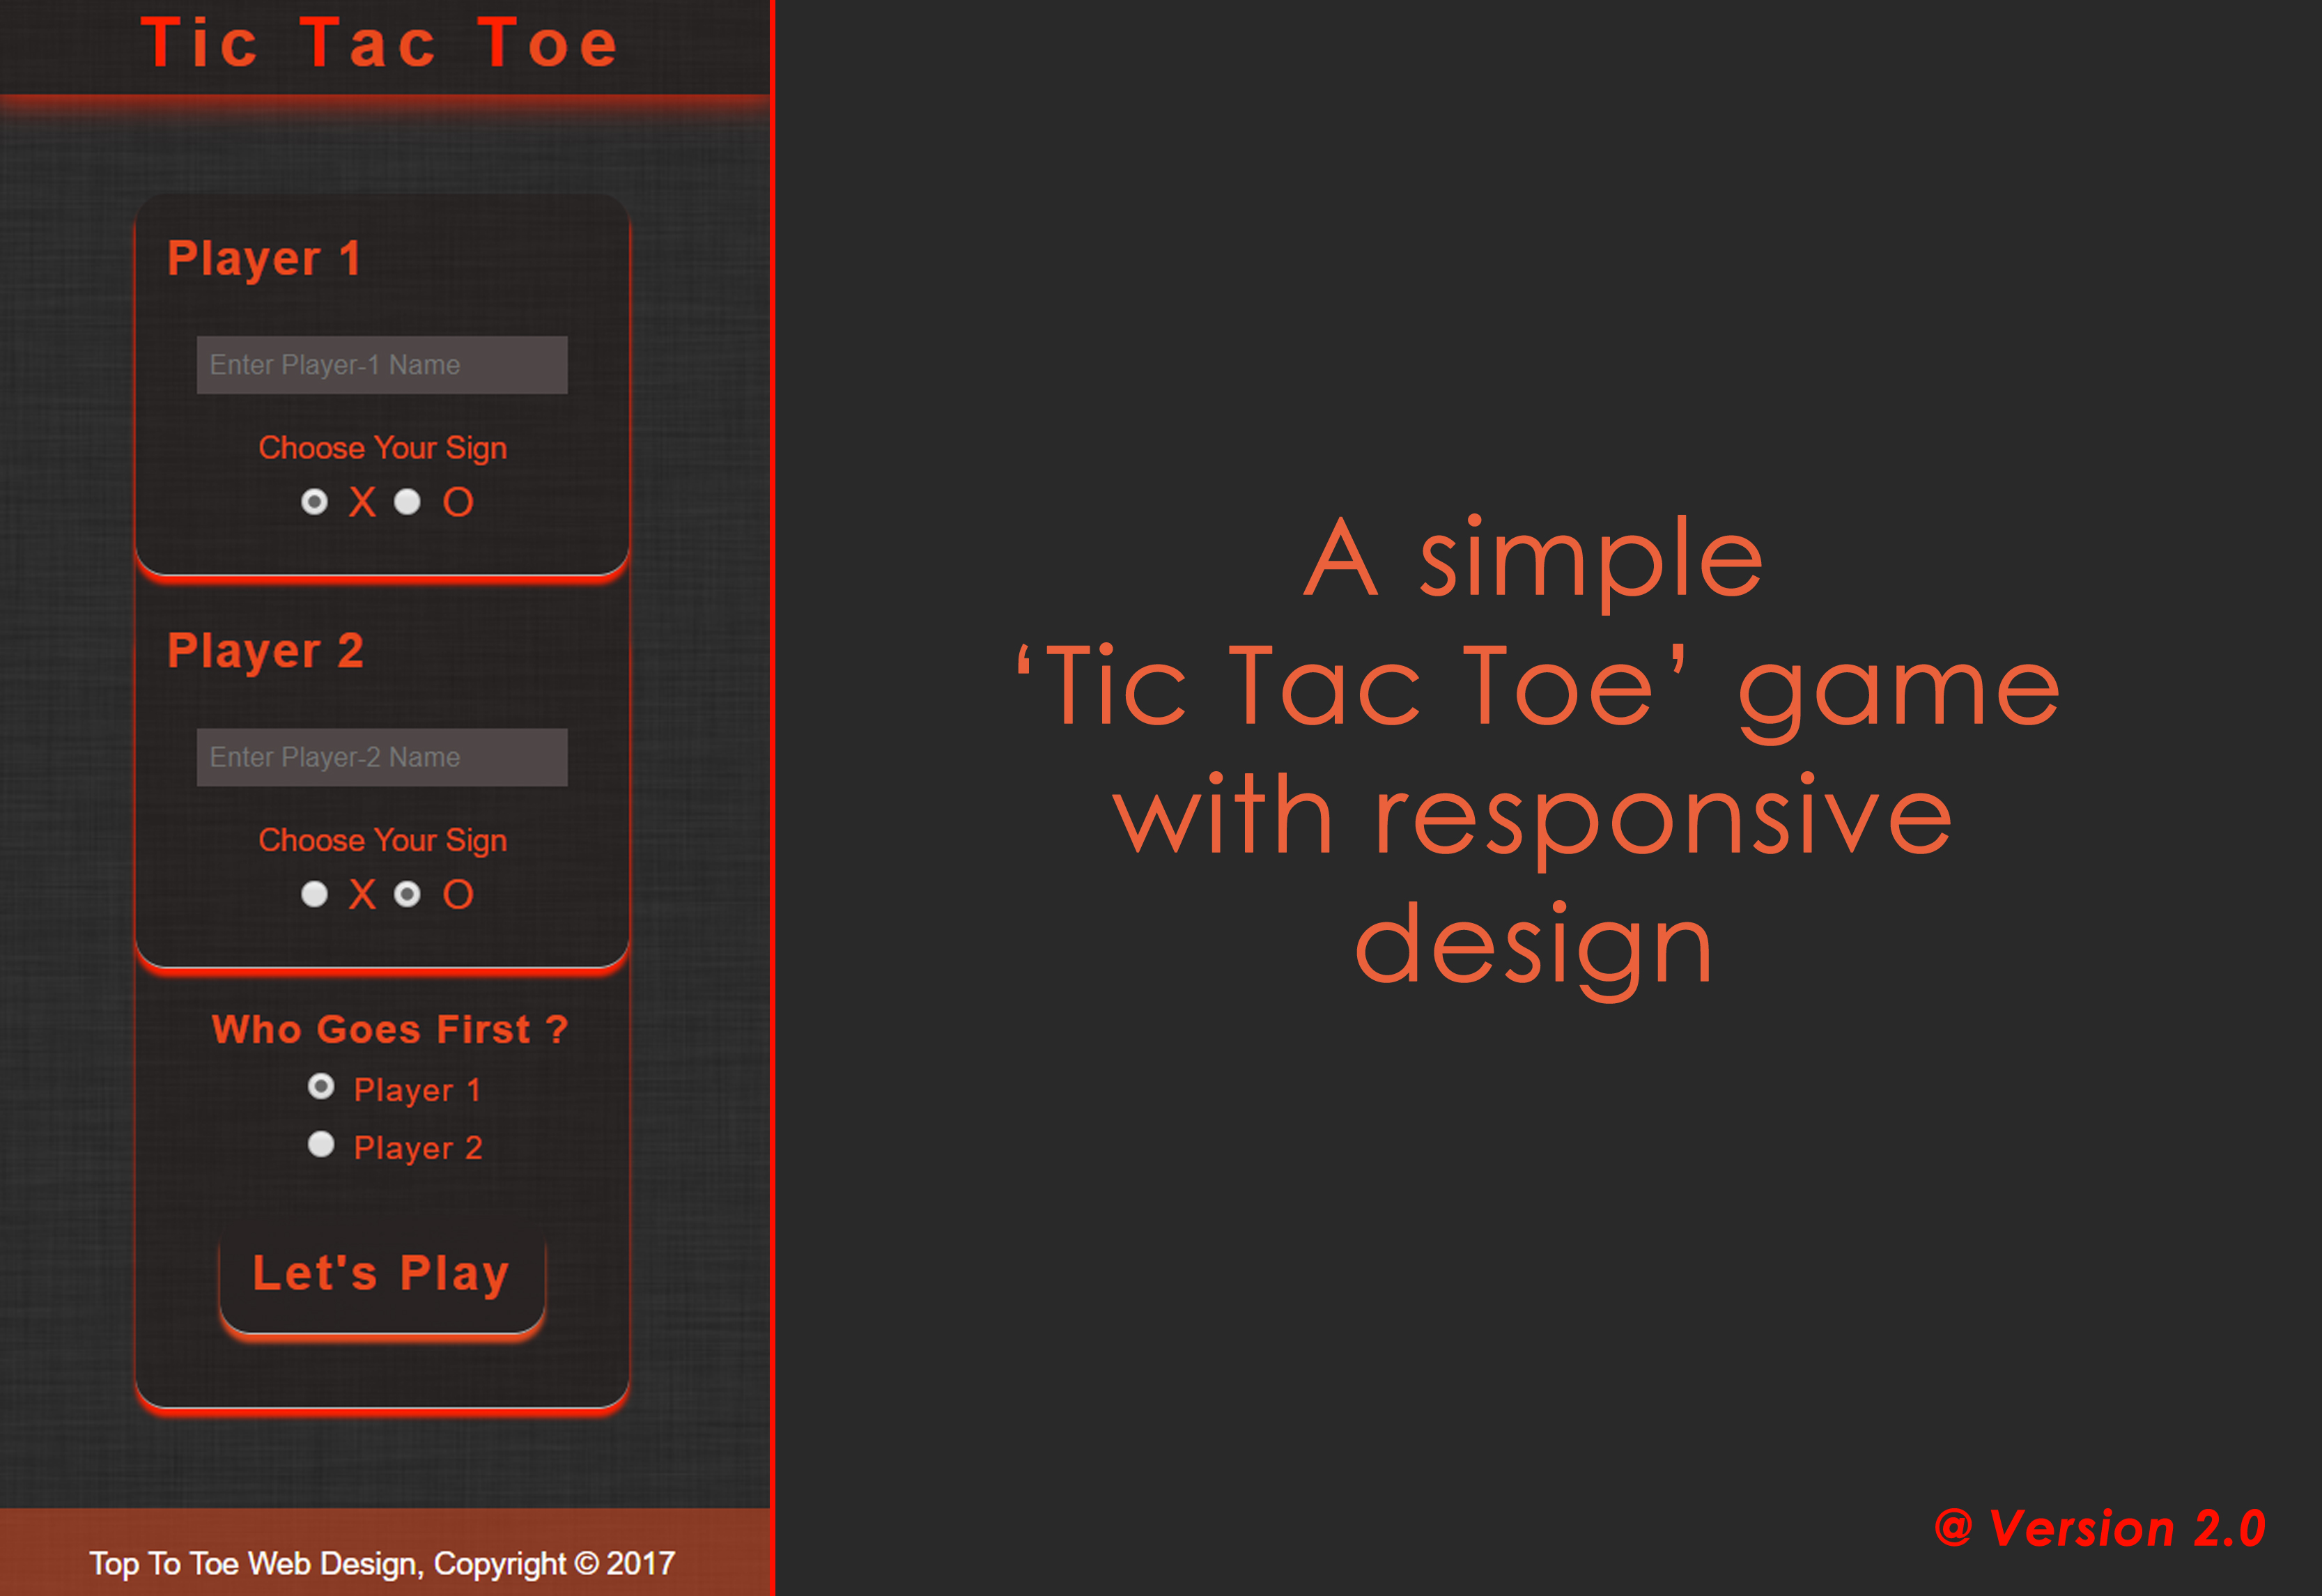 Tic Tac Toe
Player 1
Enter Player-1 Name
Choose Your Sign
X O
Player 2
Enter Player-2 Name
Choose Your Sign
X O
Who Goes First ?
Player 1
Player 2
Let's Play
Top To Toe Web Design, Copyright © 2017
A simple
‘Tic Tac Toe’ game
with responsive
design
@ Version 2.0